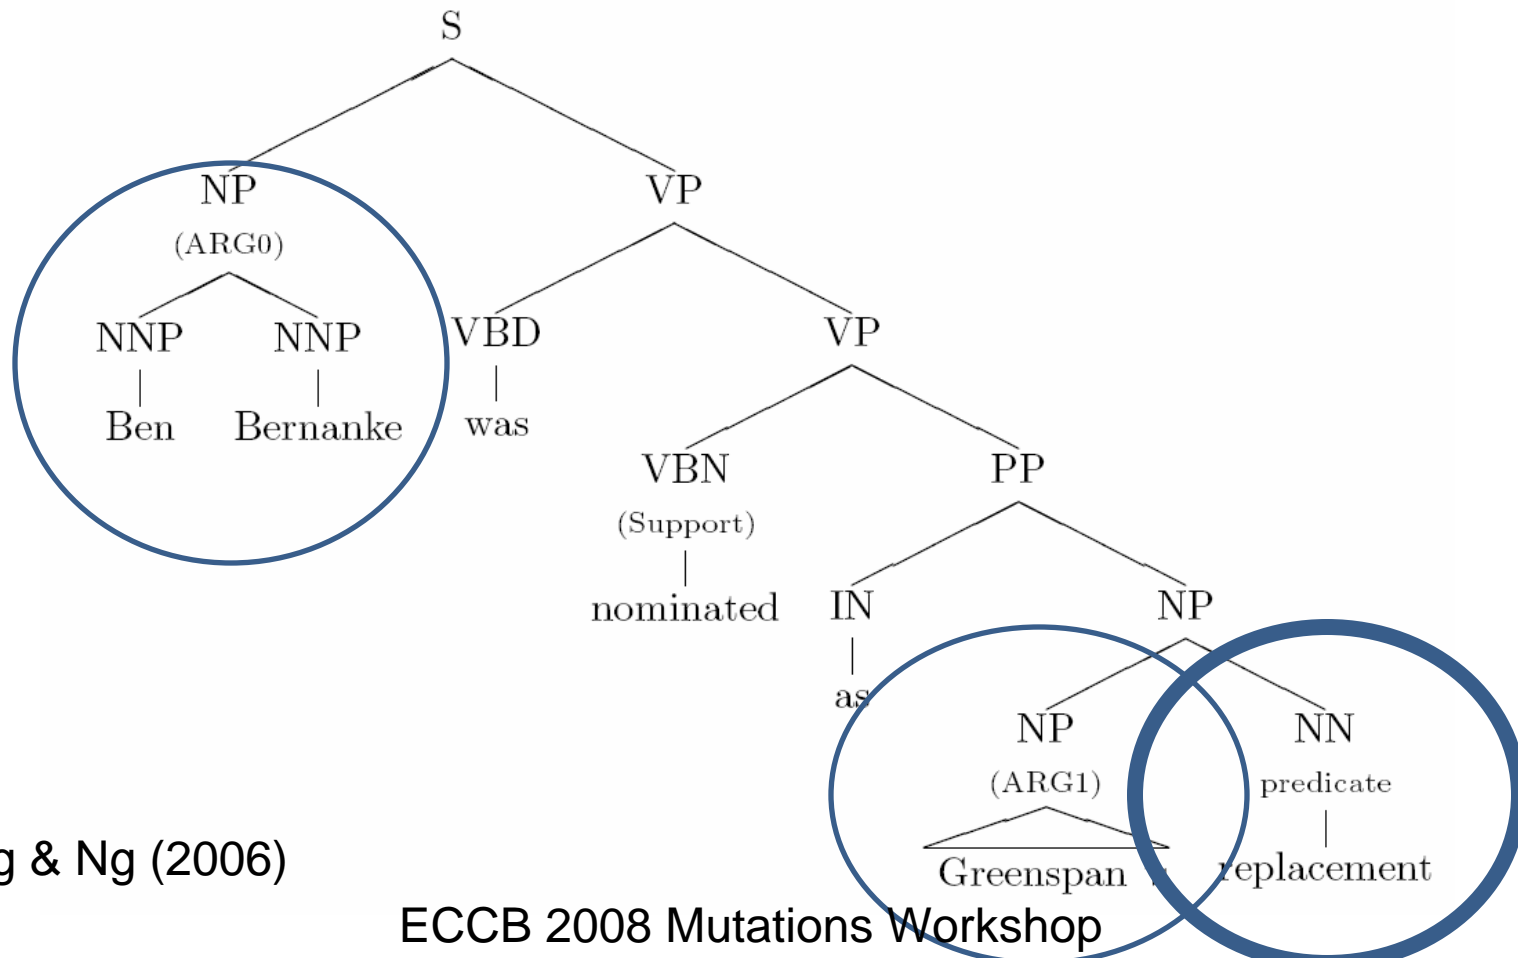 S
NP VP
(ARG0)
NNP NNP VBD VP
Ben Bernanke was
VBN PP
(Support)
nominated IN NP
as
NP NN
(ARG1) predicate
Greenspan replacement
g & Ng (2006)
ECCB 2008 Mutations Workshop